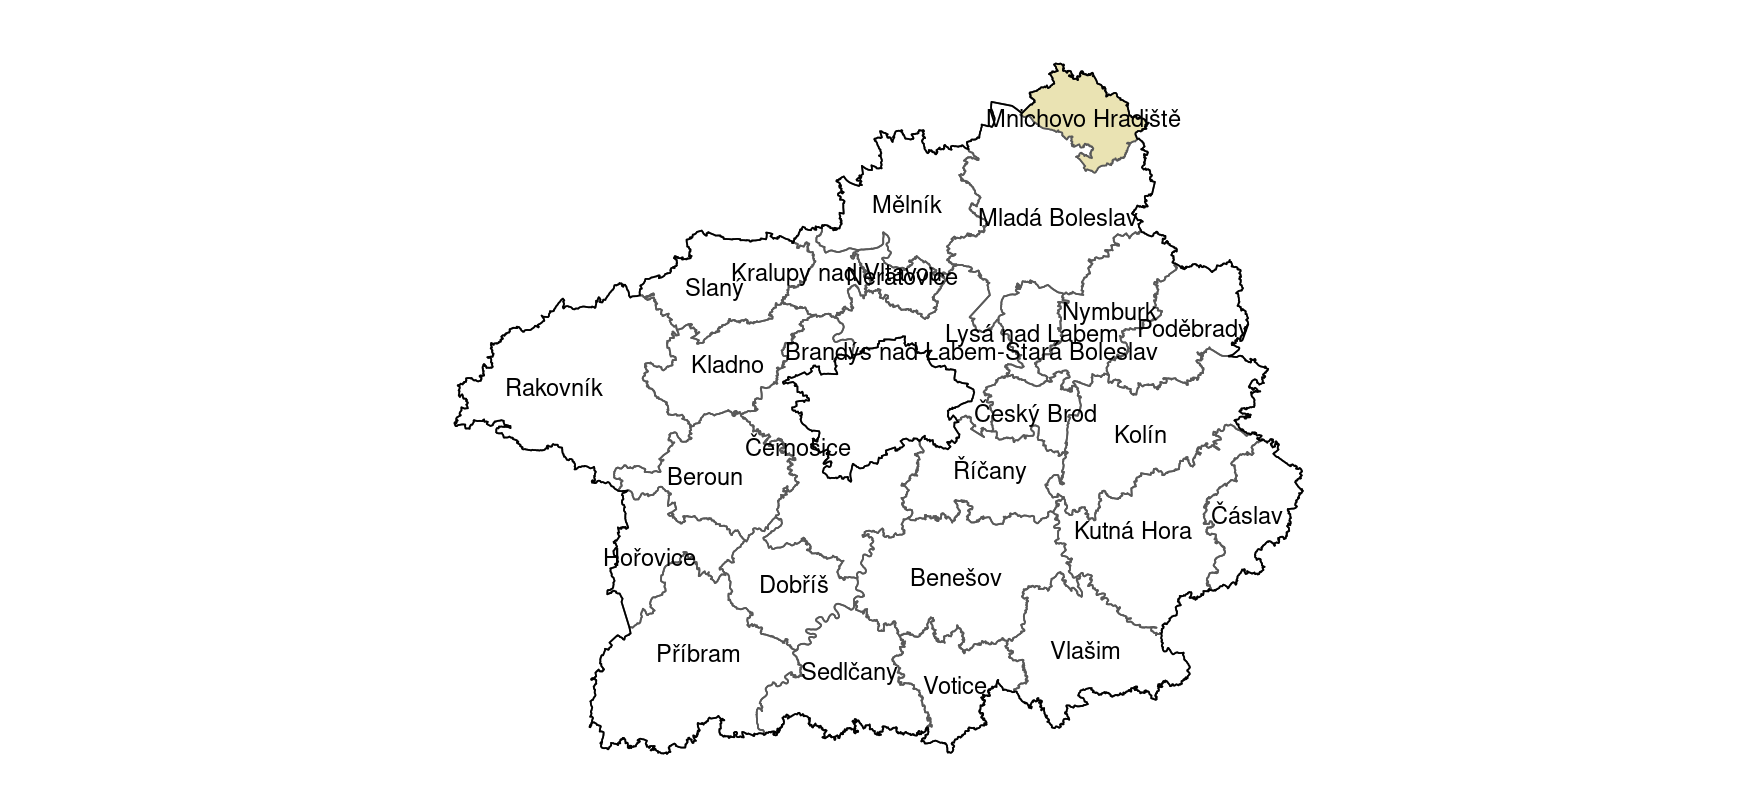 Mnichovo Hradiště
Mělník
Mladá Boleslav
Kralupy nad Vltavou
Neratovice
Slaný
Nymburk
Poděbrady
Lysá nad Labem
Brandýs nad Labem-Stará Boleslav
Kladno
Rakovník
Český Brod
Kolín
Černošice
Říčany
Beroun
Čáslav
Kutná Hora
Hořovice
Benešov
Dobříš
Vlašim
Příbram
Sedlčany
Votice